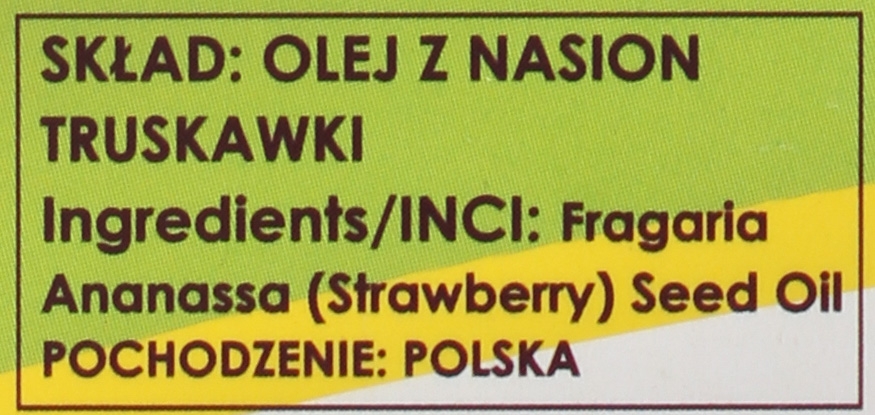 SKŁAD: OLEJ Z NASION
TRUSKAWKI
Ingredients/INCI: Fragaria
Ananassa (Strawberry) Seed Oil
POCHODZENIE: POLSKA